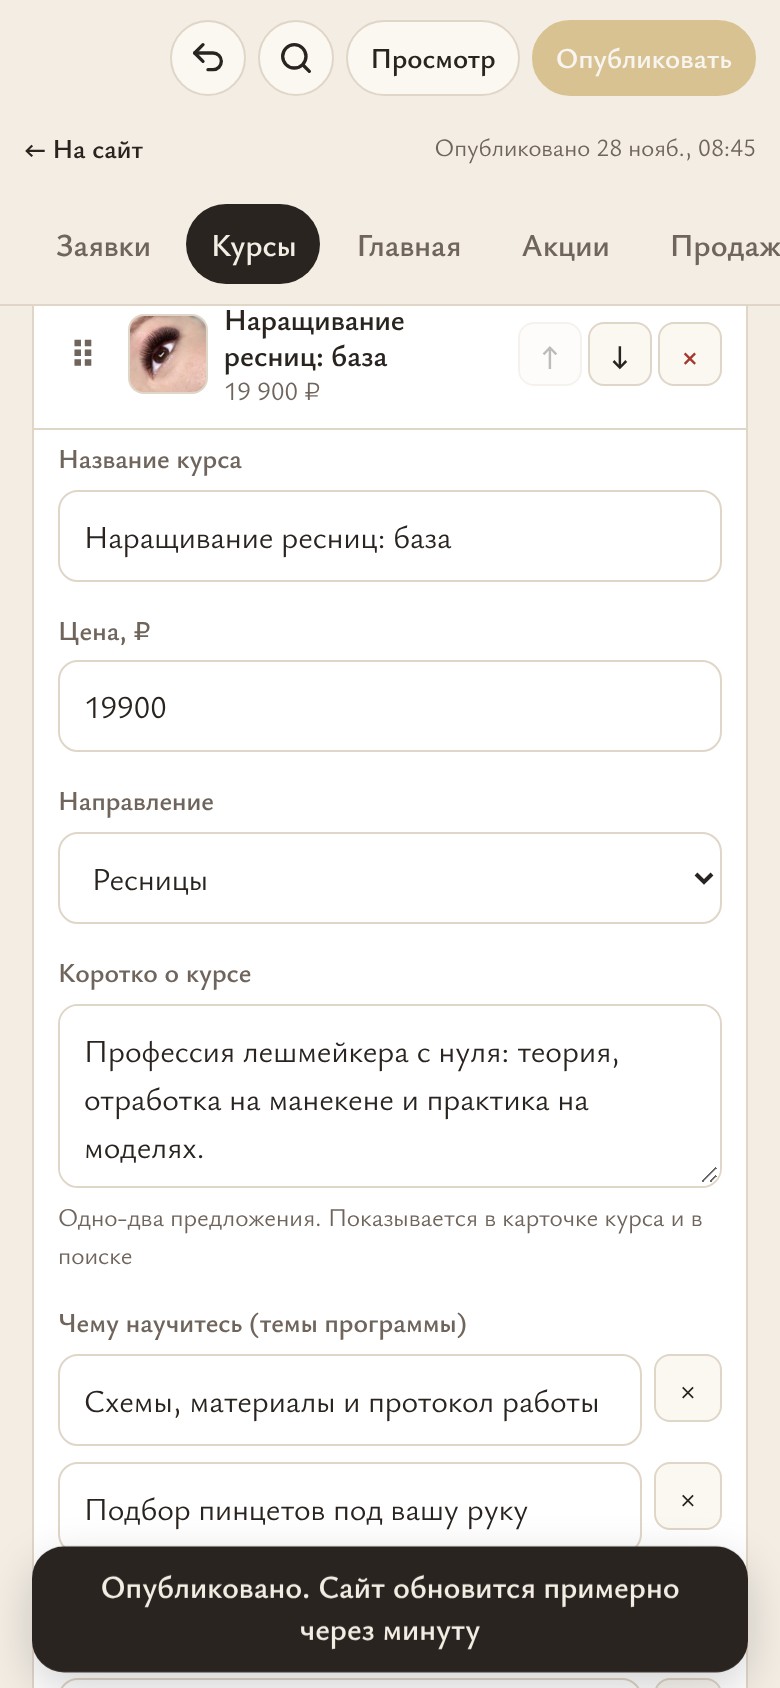 Просмотр
Опубликовать
← На сайт
Опубликовано 28 нояб., 08:45
Заявки
Курсы
Главная
Акции
Продаж
Наращивание
ресниц: база
19 900 ₽
↑
↓
×
Название курса
Наращивание ресниц: база
Цена, ₽
19900
Направление
Ресницы
Коротко о курсе
Профессия лешмейкера с нуля: теория,
отработка на манекене и практика на
моделях.
Одно-два предложения. Показывается в карточке курса и в
поиске
Чему научитесь (темы программы)
Схемы, материалы и протокол работы
×
Подбор пинцетов под вашу руку
×
Опубликовано. Сайт обновится примерно
через минуту